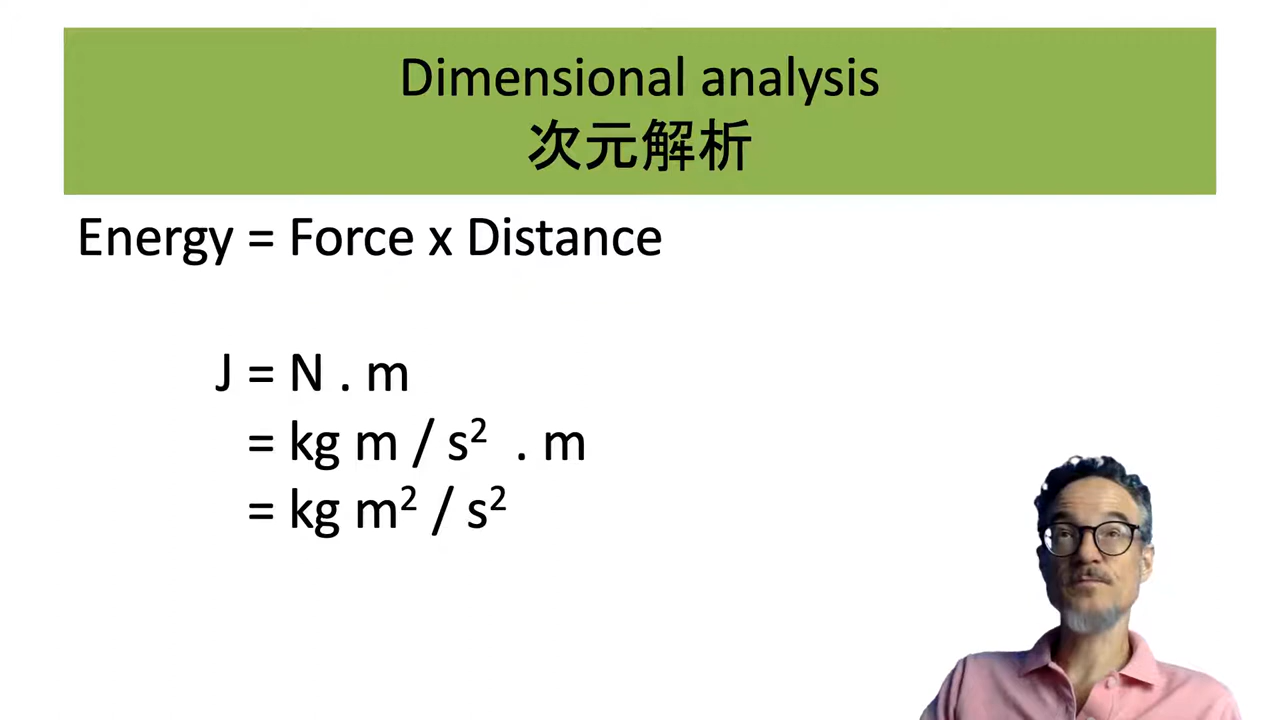 Dimensional analysis
次元解析
Energy = Force x Distance
J = N . m
= kg m / s² . m
= kg m² / s²